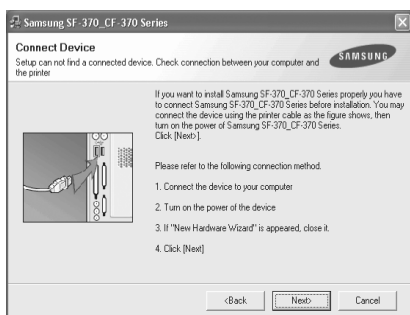 Samsung SF-370_CF-370 Series
Connect Device
Setup can not find a connected device. Check connection between your computer and
the printer
SAMSUNG
If you want to install Samsung SF-370_CF-370 Series properly you have
to connect Samsung SF-370_CF-370 Series before installation. You may
connect the device using the printer cable as the figure shows, then
turn on the power of Samsung SF-370_CF-370 Series.
Click [Next>].
Please refer to the following connection method.
1. Connect the device to your computer
2. Turn on the power of the device
3. If "New Hardware Wizard" is appeared, close it.
4. Click [Next]
<Back
Next>
Cancel